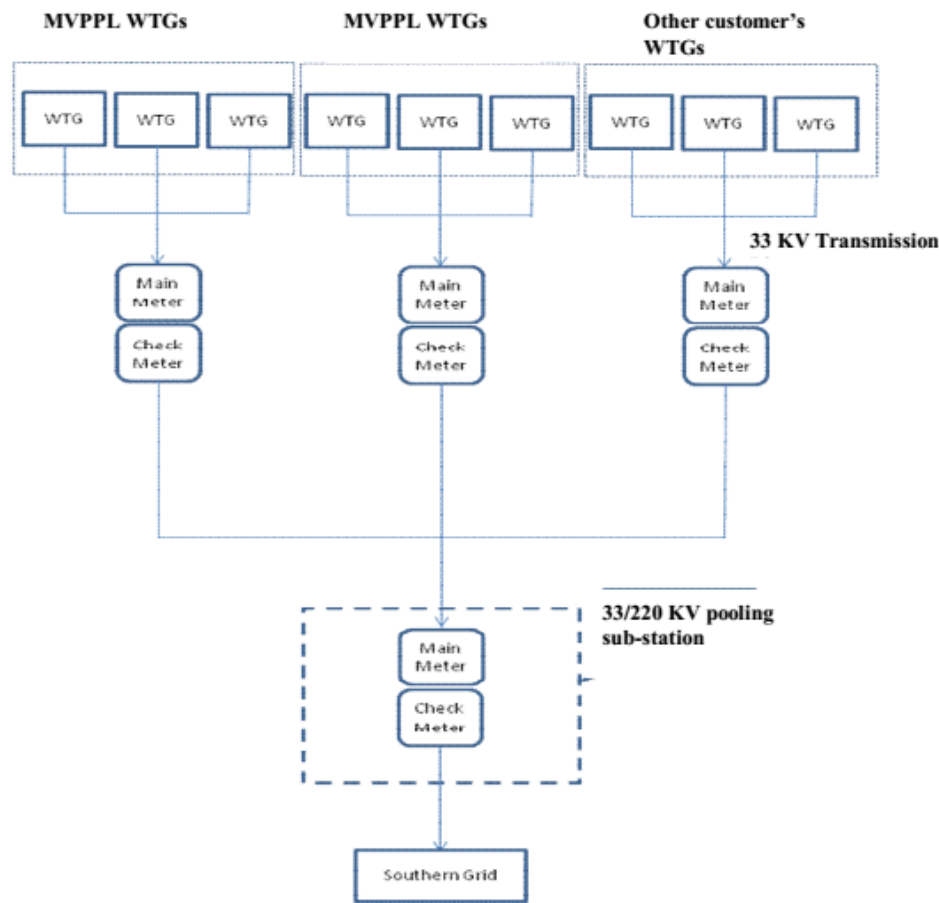 MVPPL WTGs
MVPPL WTGs
Other customer's
WTGs
WTG
WTG
WTG
WTG
WTG
WTG
WTG
WTG
WTG
33 KV Transmission
Main
Meter
Check
Meter
Main
Meter
Check
Meter
Main
Meter
Check
Meter
33/220 KV pooling
sub-station
Main
Meter
Check
Meter
Southern Grid